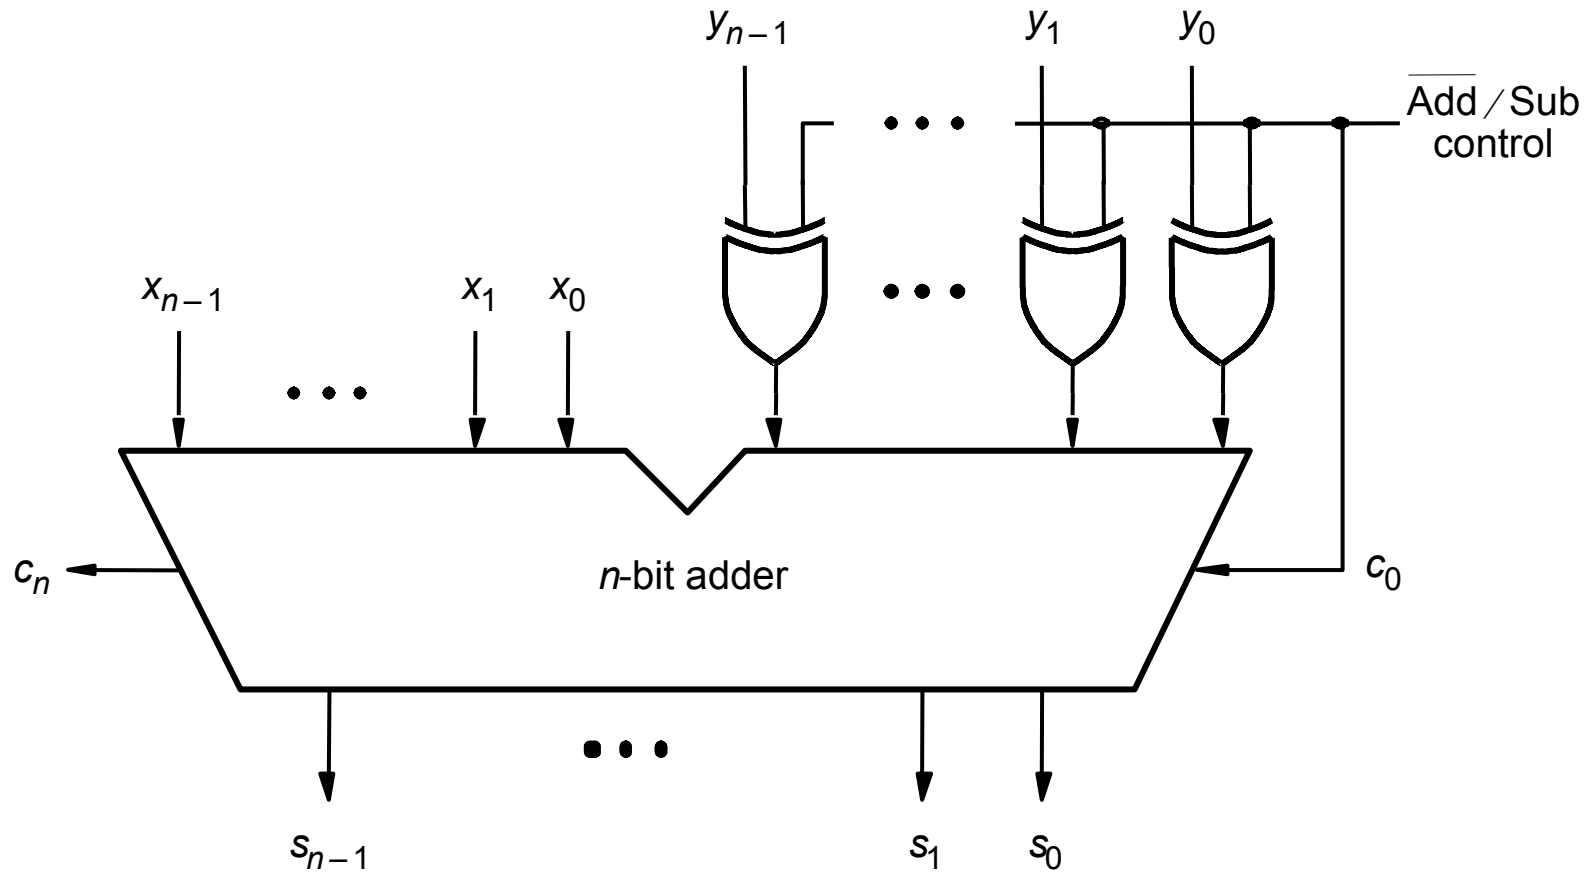 yn – 1 y1 y0
Add / Sub
control
xn – 1 x1 x0
n-bit adder
cn
c0
sn – 1 s1 s0